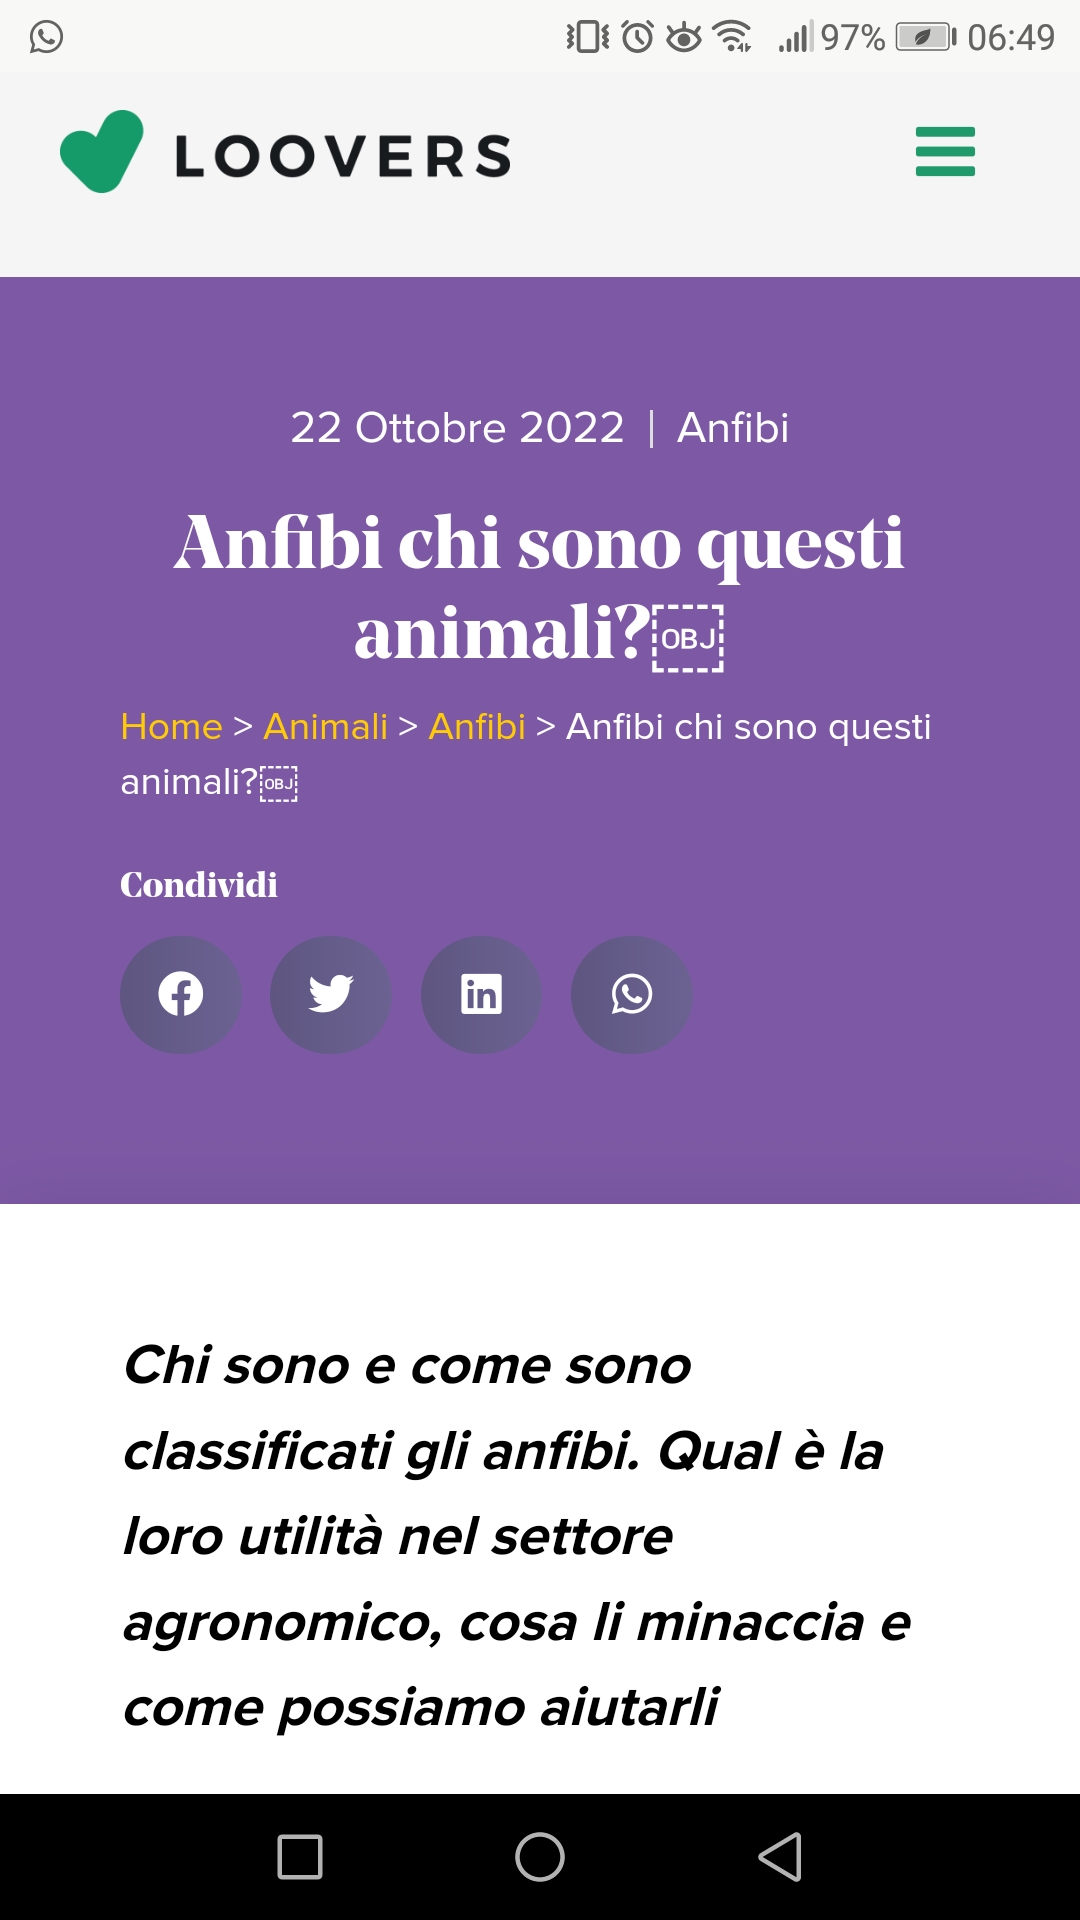 97% 06:49
LOOVERS
22 Ottobre 2022 | Anfibi
Anfibi chi sono questi
animali?￼
Home > Animali > Anfibi > Anfibi chi sono questi
animali?￼
Condividi
Chi sono e come sono
classificati gli anfibi. Qual è la
loro utilità nel settore
agronomico, cosa li minaccia e
come possiamo aiutarli